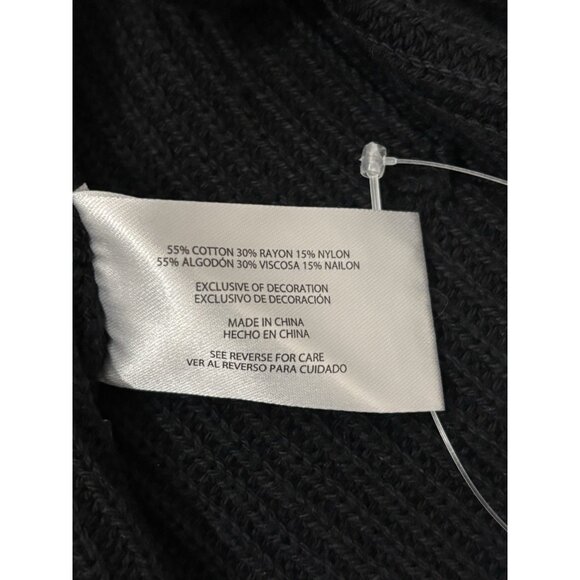 55% COTTON 30% RAYON 15% NYLON
55% ALGODÓN 30% VISCOSA 15% NAILON
EXCLUSIVE OF DECORATION
EXCLUSIVO DE DECORACIÓN
MADE IN CHINA
HECHO EN CHINA
SEE REVERSE FOR CARE
VER AL REVERSO PARA CUIDADO